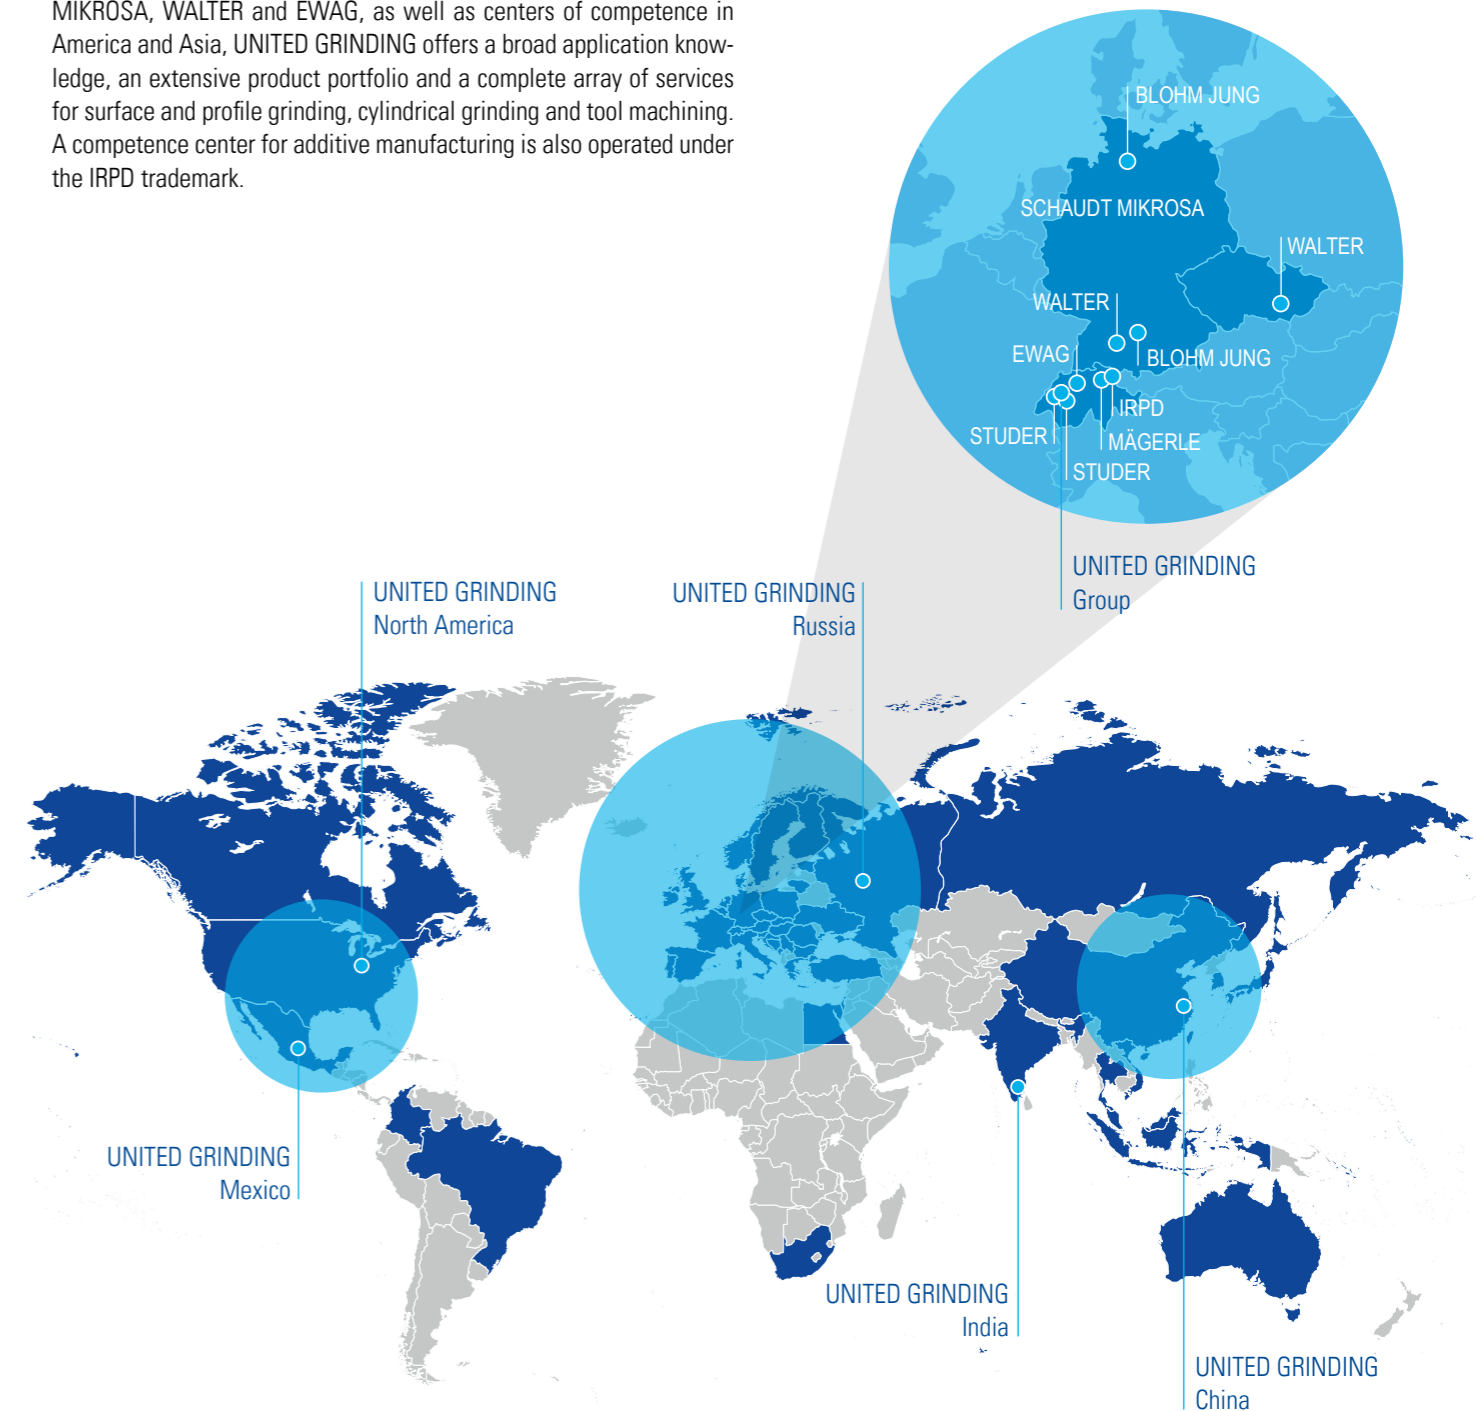 MIKROSA, WALTER and EWAG, as well as centers of competence in
America and Asia, UNITED GRINDING offers a broad application know-
ledge, an extensive product portfolio and a complete array of services
for surface and profile grinding, cylindrical grinding and tool machining.
A competence center for additive manufacturing is also operated under
the IRPD trademark.
BLOHM JUNG
SCHAUDT MIKROSA
WALTER
WALTER
EWAG
BLOHM JUNG
IRPD
STUDER
MÄGERLE
STUDER
UNITED GRINDING
Group
UNITED GRINDING
North America
UNITED GRINDING
Russia
UNITED GRINDING
Mexico
UNITED GRINDING
India
UNITED GRINDING
China